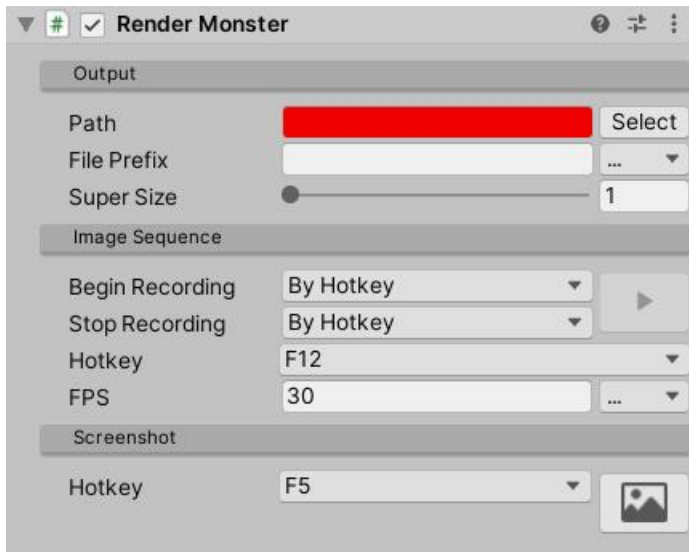 # Render Monster
Output
Path Select
File Prefix ...
Super Size 1
Image Sequence
Begin Recording By Hotkey
Stop Recording By Hotkey
Hotkey F12
FPS 30 ...
Screenshot
Hotkey F5